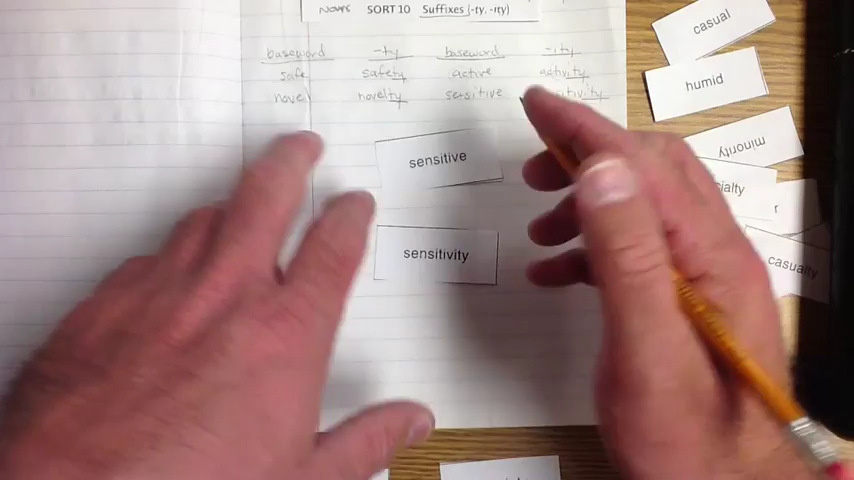 Nouns SORT 10 Suffixes (-ty, -ity)
baseword -ty baseword -ity
safe safety active activity
novel novelty sensitive
sensitive
sensitivity
casual
humid
minority
casualty